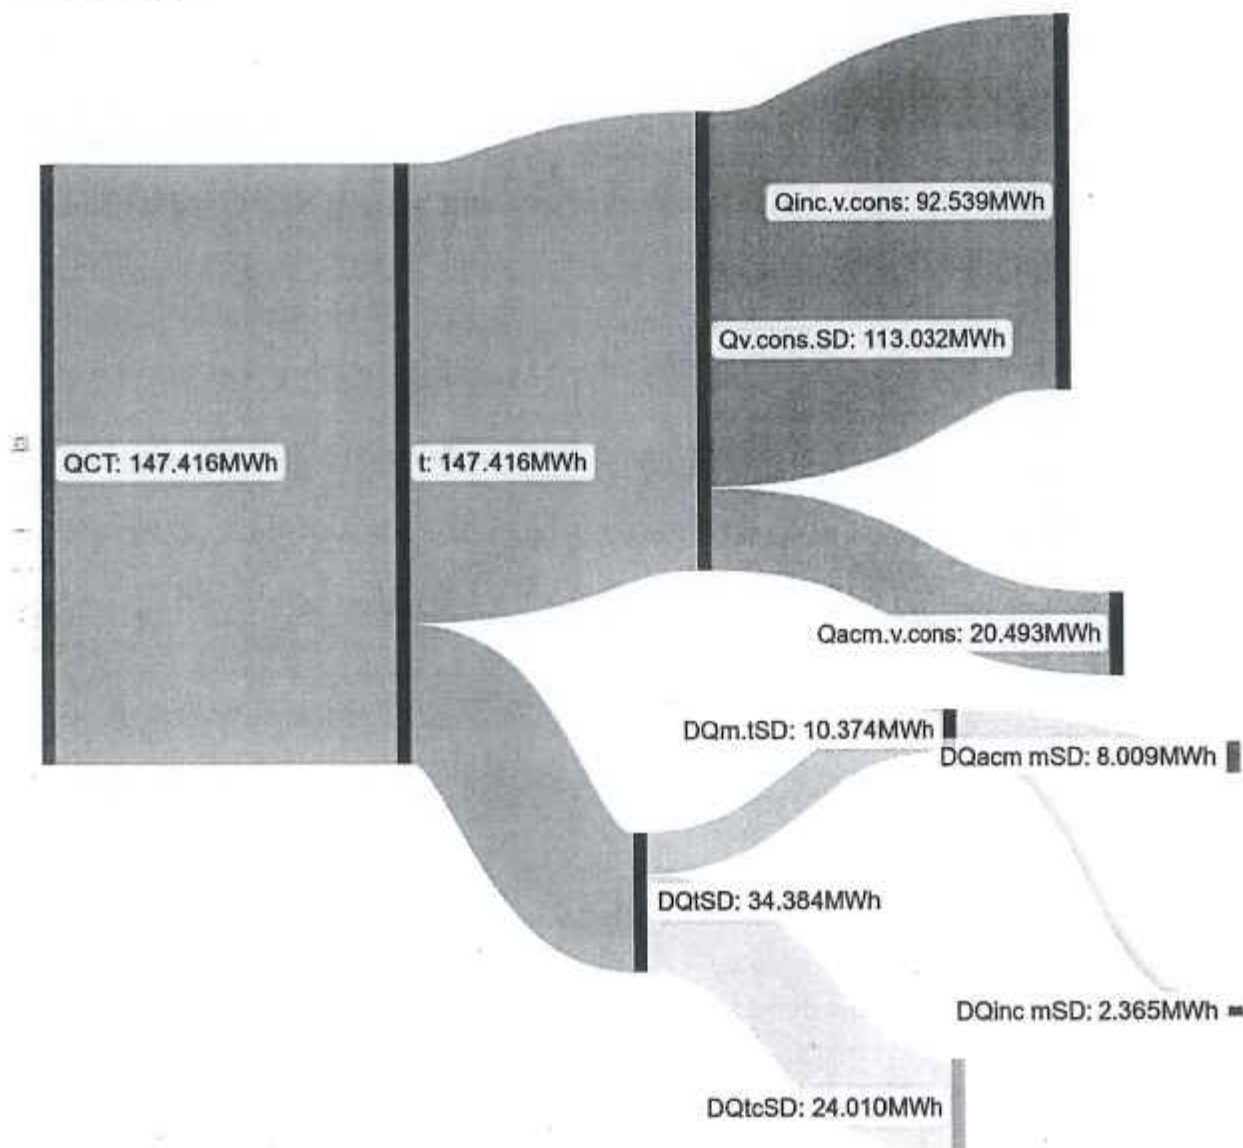 Qinc.v.cons: 92.539MWh
Qv.cons.SD: 113.032MWh
QCT: 147.416MWh
t: 147.416MWh
Qacm.v.cons: 20.493MWh
DQm.tSD: 10.374MWh
DQacm mSD: 8.009MWh
DQtSD: 34.384MWh
DQinc mSD: 2.365MWh
DQtcSD: 24.010MWh